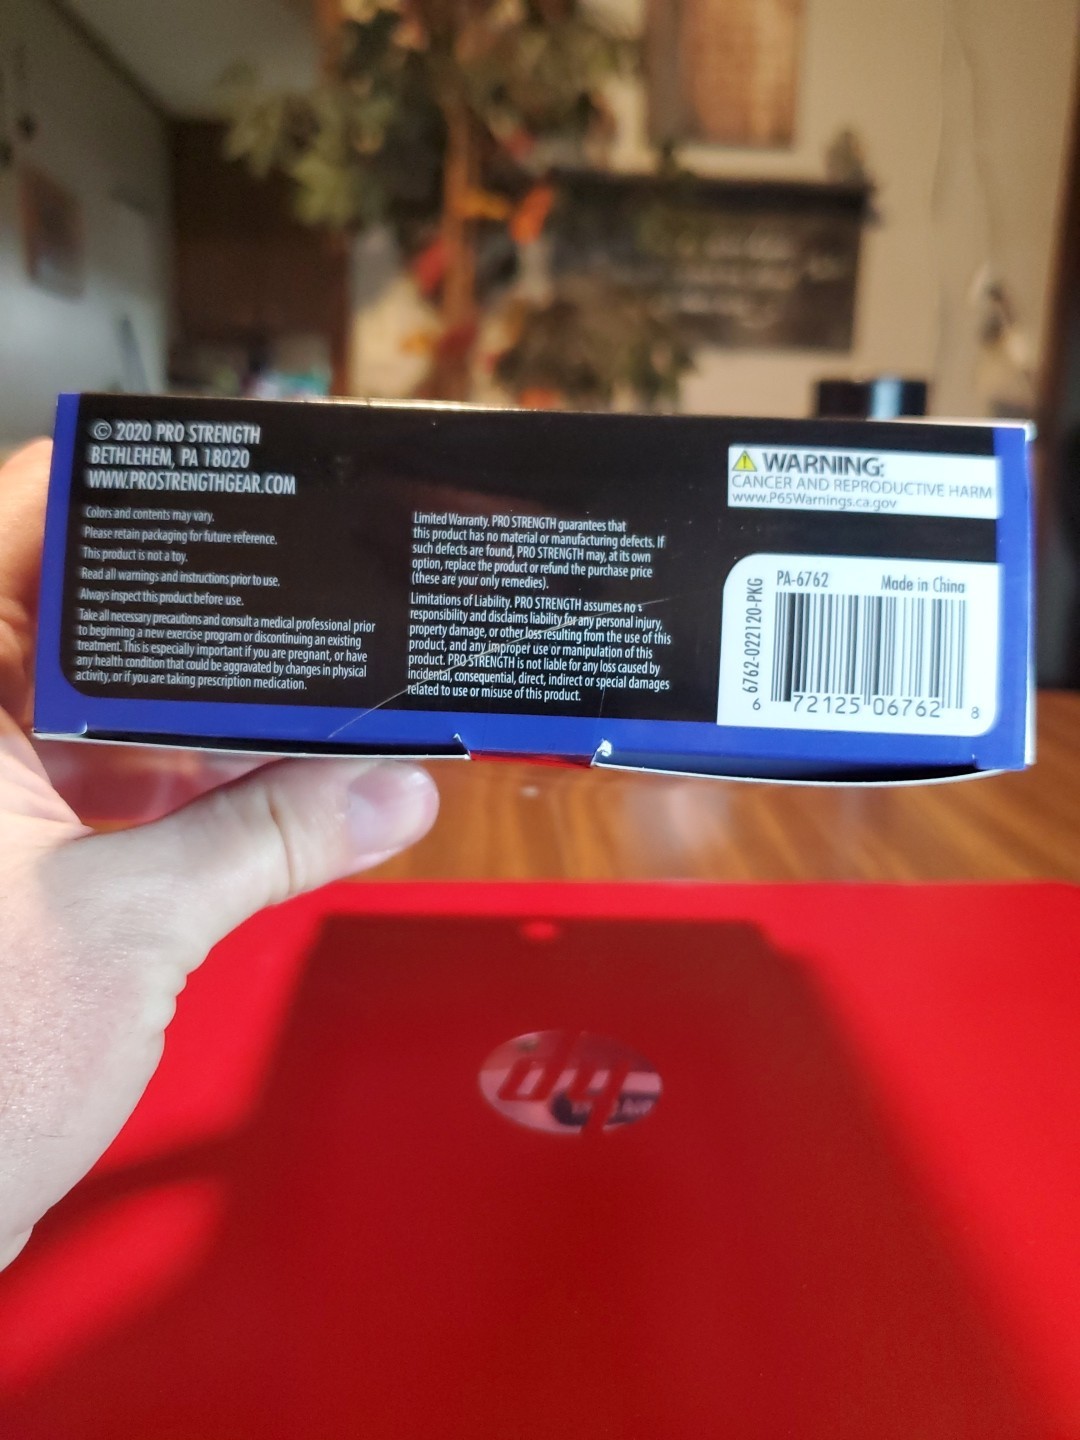 © 2020 PRO STRENGTH
BETHLEHEM, PA 18020
WWW.PROSTRENGTHGEAR.COM
Colors and contents may vary.
Please retain packaging for future reference.
This product is not a toy.
Read all warnings and instructions prior to use.
Always inspect this product before use.
Take all necessary precautions and consult a medical professional prior
to beginning a new exercise program or discontinuing an existing
treatment. This is especially important if you are pregnant, or have
any health condition that could be aggravated by changes in physical
activity, or if you are taking prescription medication.
Limited Warranty. PRO STRENGTH guarantees that
this product has no material or manufacturing defects. If
such defects are found, PRO STRENGTH may, at its own
option, replace the product or refund the purchase price
(these are your only remedies).
Limitations of Liability. PRO STRENGTH assumes no
responsibility and disclaims liability for any personal injury,
property damage, or other loss resulting from the use of this
product, and any improper use or manipulation of this
product. PRO STRENGTH is not liable for any loss caused by
incidental, consequential, direct, indirect or special damages
related to use or misuse of this product.
WARNING:
CANCER AND REPRODUCTIVE HARM
www.P65Warnings.ca.gov
PA-6762 Made in China
6762-022120-PKG
6 72125 06762 8
hp